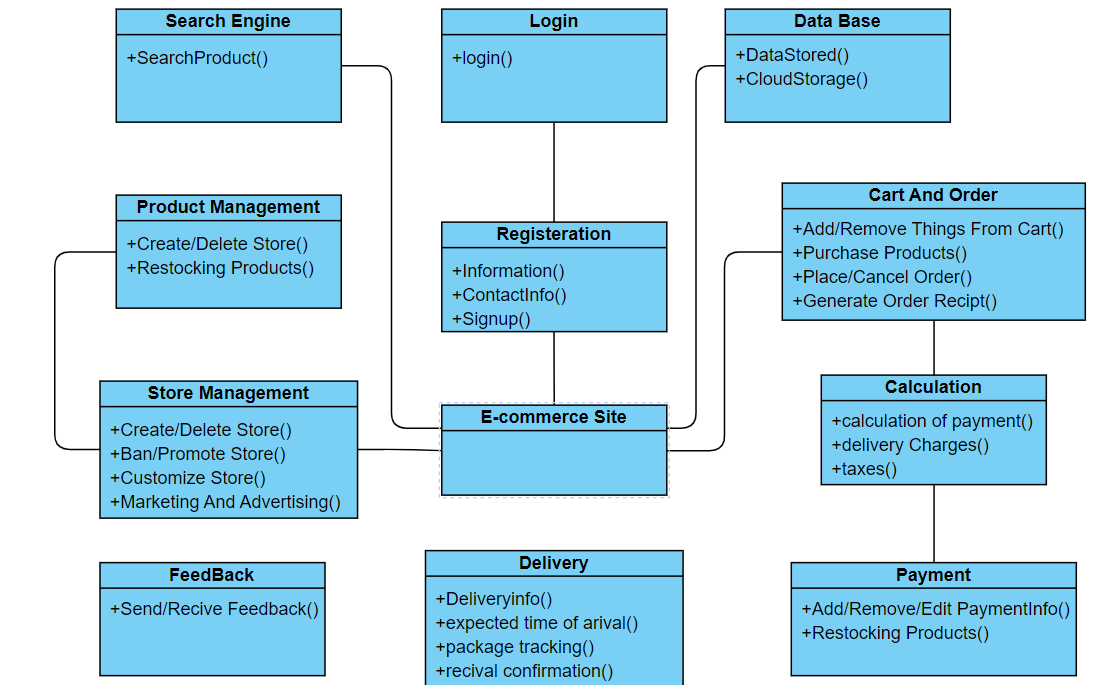 Search Engine
+SearchProduct()
Login
+login()
Data Base
+DataStored()
+CloudStorage()
Product Management
+Create/Delete Store()
+Restocking Products()
Registeration
+Information()
+ContactInfo()
+Signup()
Cart And Order
+Add/Remove Things From Cart()
+Purchase Products()
+Place/Cancel Order()
+Generate Order Recipt()
Store Management
+Create/Delete Store()
+Ban/Promote Store()
+Customize Store()
+Marketing And Advertising()
E-commerce Site
Calculation
+calculation of payment()
+delivery Charges()
+taxes()
FeedBack
+Send/Recive Feedback()
Delivery
+Deliveryinfo()
+expected time of arival()
+package tracking()
+recival confirmation()
Payment
+Add/Remove/Edit PaymentInfo()
+Restocking Products()